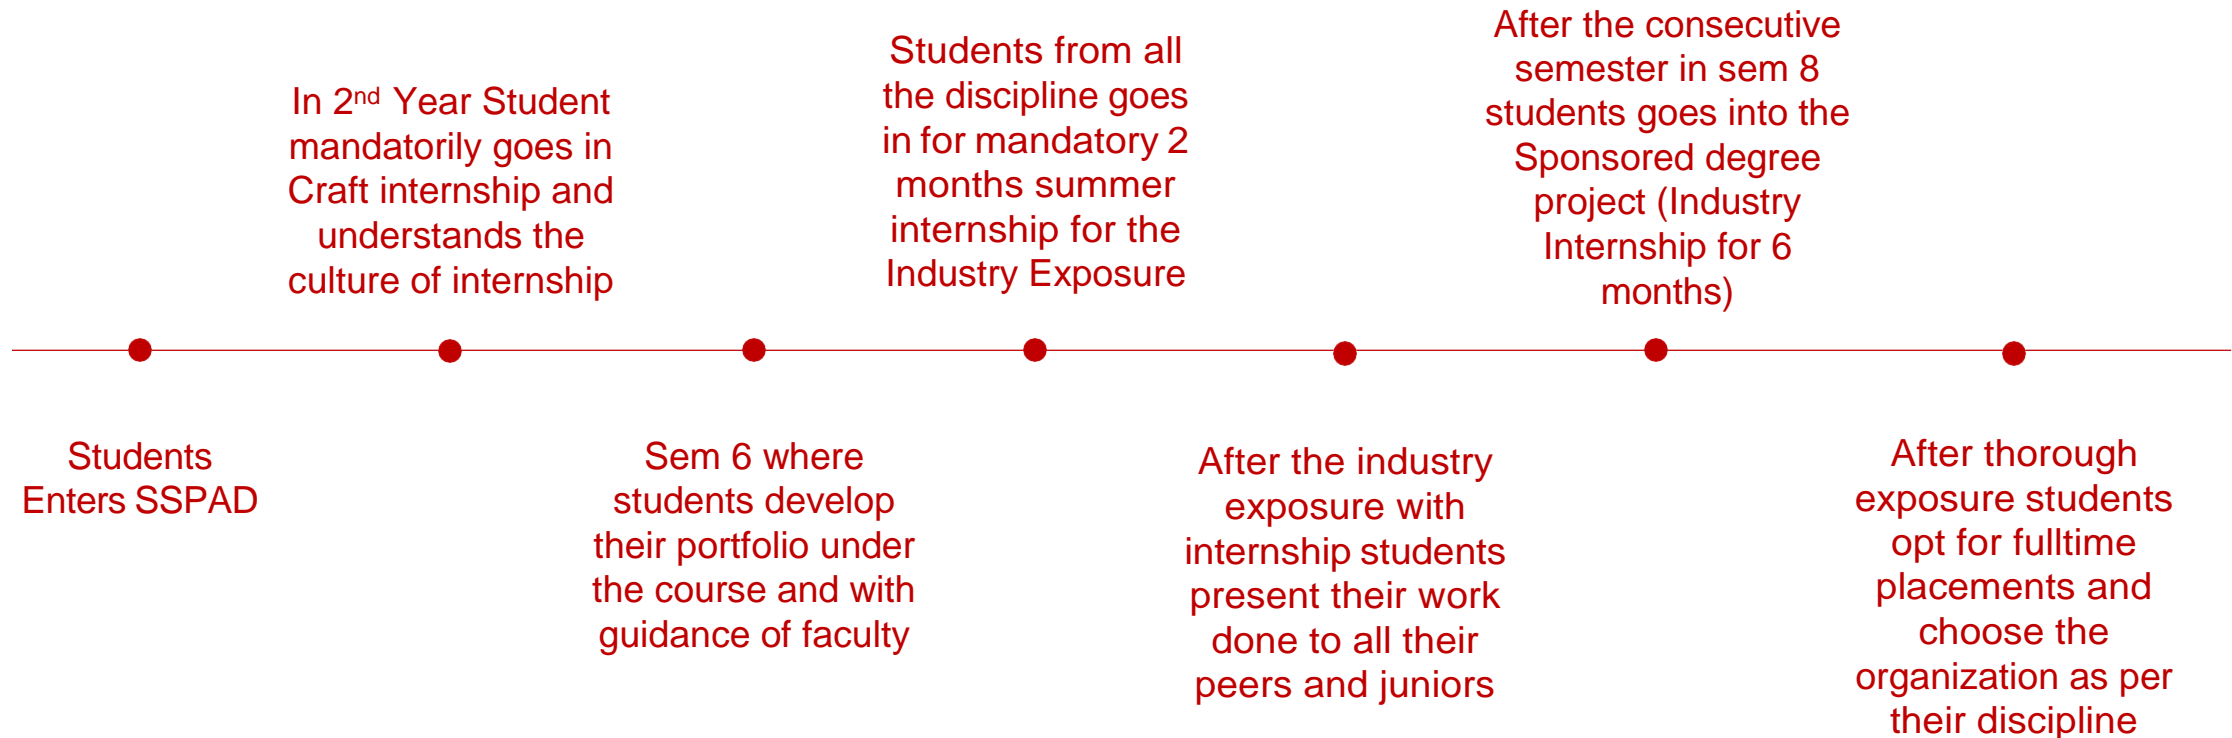 Students
Enters SSPAD
In 2nd Year Student
mandatorily goes in
Craft internship and
understands the
culture of internship
Sem 6 where
students develop
their portfolio under
the course and with
guidance of faculty
Students from all
the discipline goes
in for mandatory 2
months summer
internship for the
Industry Exposure
After the industry
exposure with
internship students
present their work
done to all their
peers and juniors
After the consecutive
semester in sem 8
students goes into the
Sponsored degree
project (Industry
Internship for 6
months)
After thorough
exposure students
opt for fulltime
placements and
choose the
organization as per
their discipline